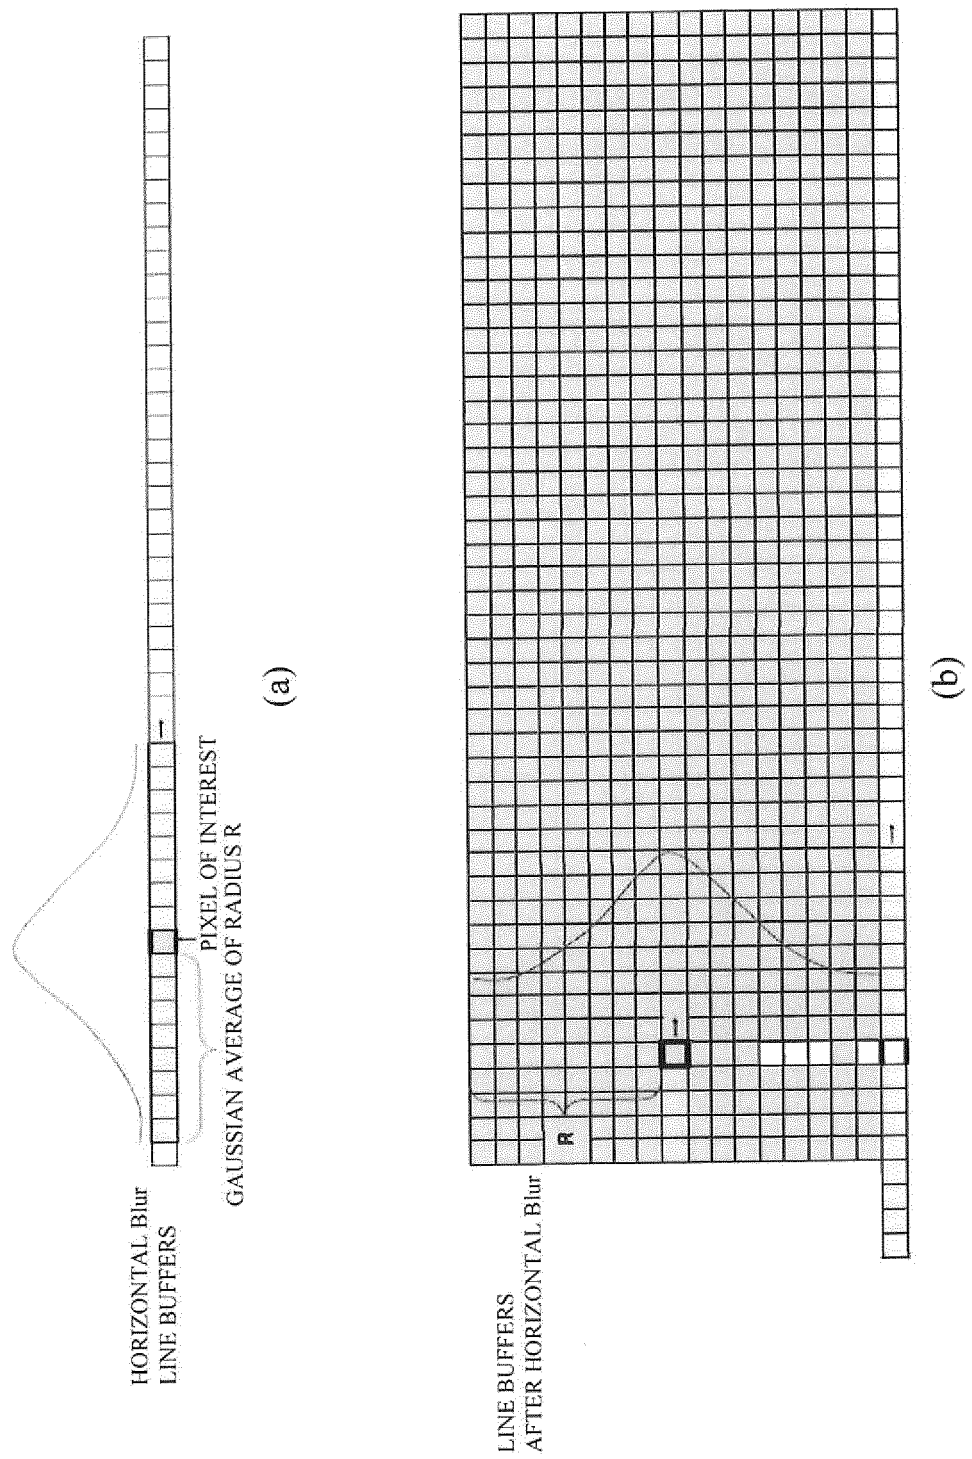 HORIZONTAL Blur
LINE BUFFERS
PIXEL OF INTEREST
GAUSSIAN AVERAGE OF RADIUS R
(a)
LINE BUFFERS
AFTER HORIZONTAL Blur
R
(b)